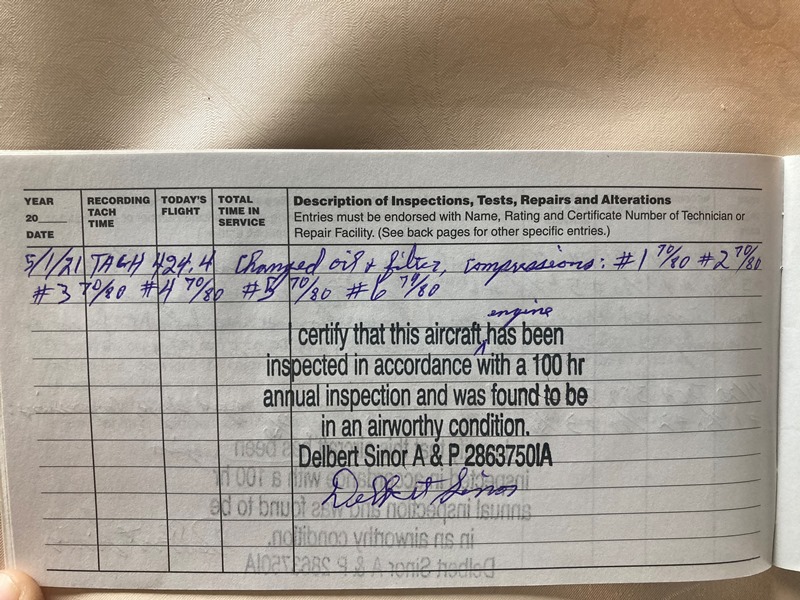 YEAR
20____
DATE
RECORDING
TACH
TIME
TODAY'S
FLIGHT
TOTAL
TIME IN
SERVICE
Description of Inspections, Tests, Repairs and Alterations
Entries must be endorsed with Name, Rating and Certificate Number of Technician or
Repair Facility. (See back pages for other specific entries.)
5/1/21 TACH 424.4 Changed oil & filter, compressions: #1 70/80 #2 70/80
#3 70/80 #4 70/80 #5 70/80 #6 70/80
engine
I certify that this aircraft has been
inspected in accordance with a 100 hr
annual inspection and was found to be
in an airworthy condition.
Delbert Sinor A & P 2863750IA
Delbert Sinor